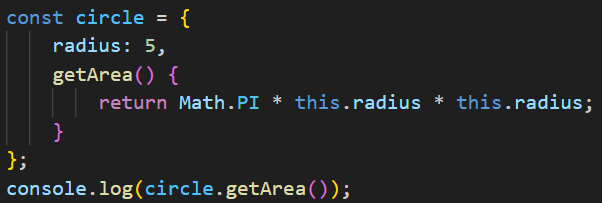 const circle = {
    radius: 5,
    getArea() {
        return Math.PI * this.radius * this.radius;
    }
};
console.log(circle.getArea());